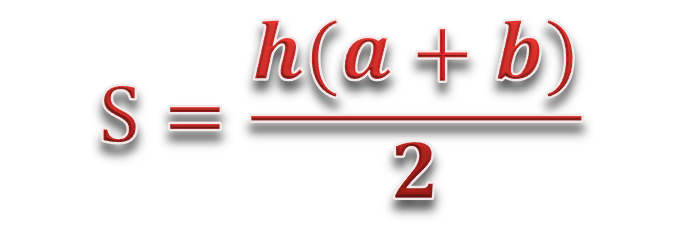 S = h(a + b) / 2